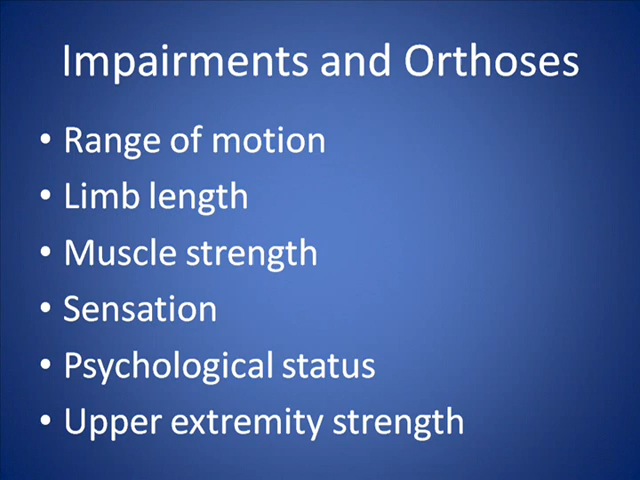 Impairments and Orthoses
• Range of motion
• Limb length
• Muscle strength
• Sensation
• Psychological status
• Upper extremity strength